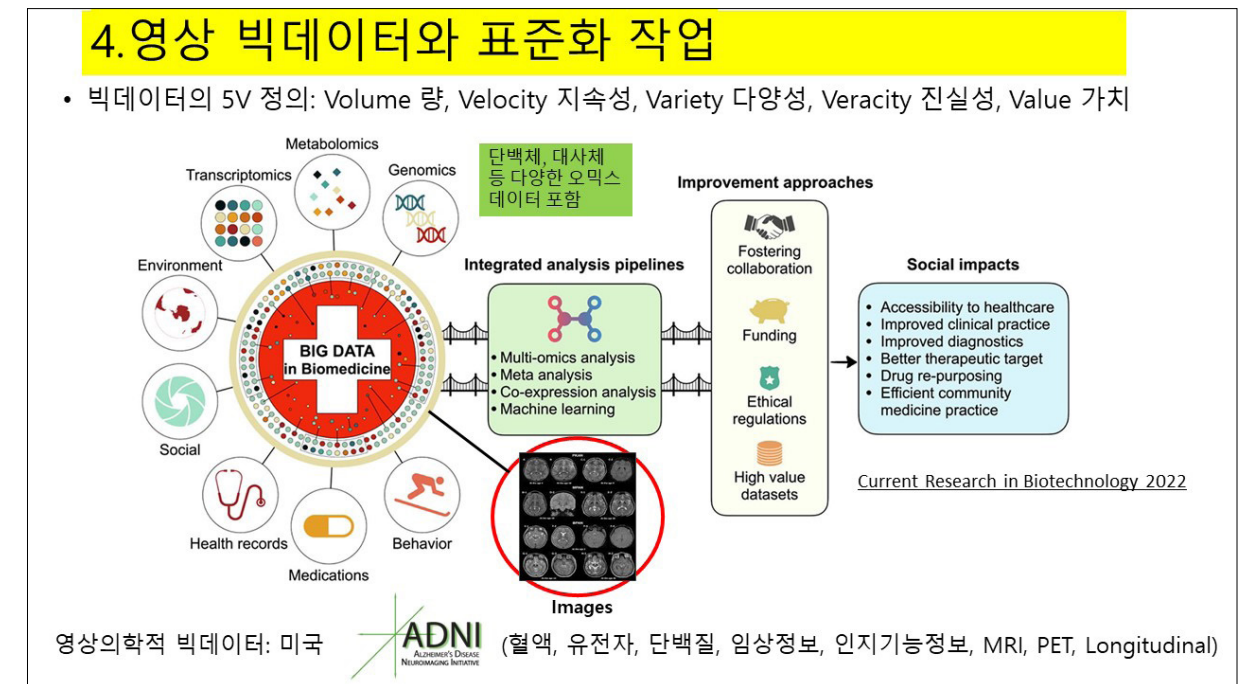 4.영상 빅데이터와 표준화 작업
• 빅데이터의 5V 정의: Volume 량, Velocity 지속성, Variety 다양성, Veracity 진실성, Value 가치
Metabolomics
Transcriptomics
Genomics
Environment
BIG DATA
in Biomedicine
Social
Health records
Medications
Behavior
단백체, 대사체
등 다양한 오믹스
데이터 포함
Integrated analysis pipelines
• Multi-omics analysis
• Meta analysis
• Co-expression analysis
• Machine learning
Images
Improvement approaches
Fostering
collaboration
Funding
Ethical
regulations
High value
datasets
Social impacts
• Accessibility to healthcare
• Improved clinical practice
• Improved diagnostics
• Better therapeutic target
• Drug re-purposing
• Efficient community
medicine practice
Current Research in Biotechnology 2022
영상의학적 빅데이터: 미국
ADNI
ALZHEIMER'S DISEASE
NEUROIMAGING INITIATIVE
(혈액, 유전자, 단백질, 임상정보, 인지기능정보, MRI, PET, Longitudinal)